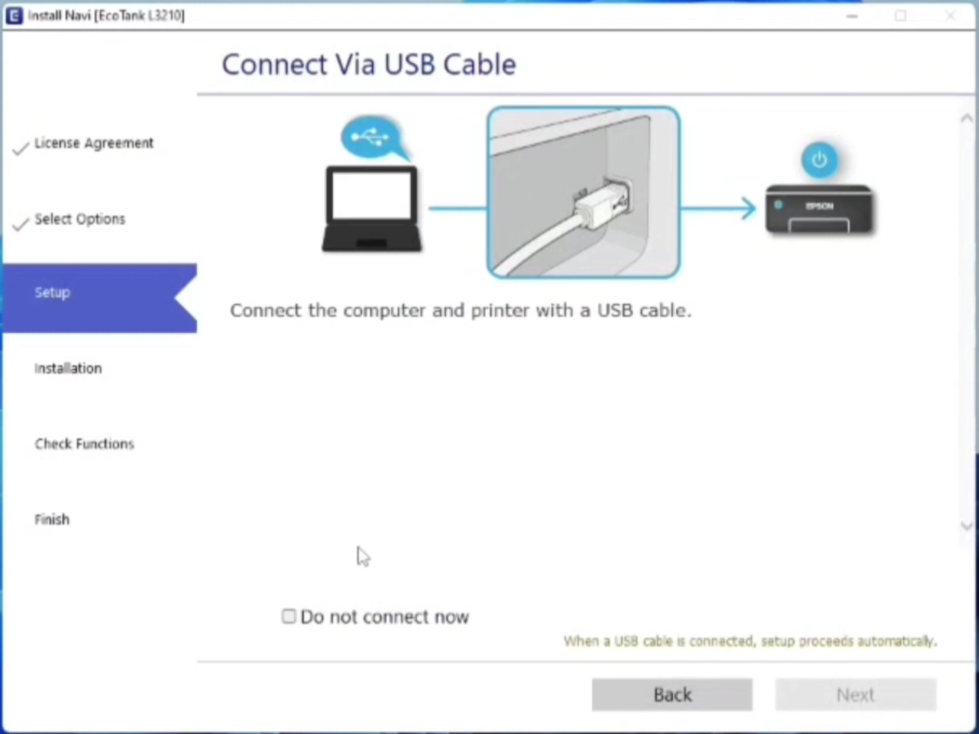 Install Navi [EcoTank L3210]
Connect Via USB Cable
License Agreement
Select Options
Setup
Installation
Check Functions
Finish
EPSON
Connect the computer and printer with a USB cable.
Do not connect now
When a USB cable is connected, setup proceeds automatically.
Back
Next